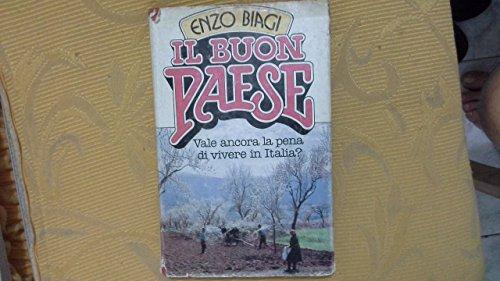 ENZO BIAGI
IL BUON
PAESE
Vale ancora la pena
di vivere in Italia?